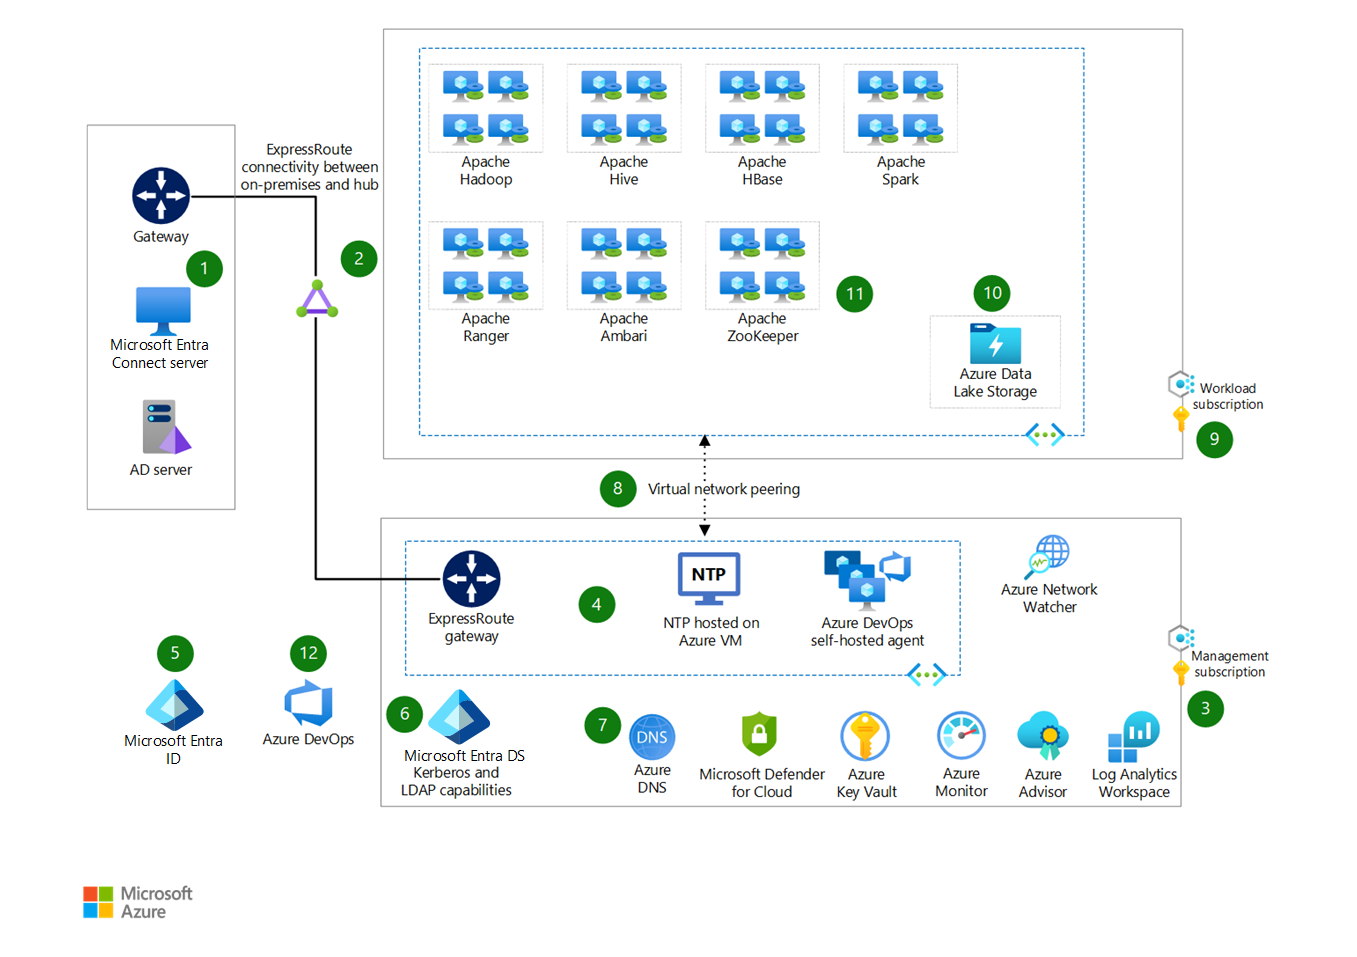 Apache
Hadoop
Apache
Hive
Apache
HBase
Apache
Spark
ExpressRoute
connectivity between
on-premises and hub
Gateway
1
2
Microsoft Entra
Connect server
AD server
Apache
Ranger
Apache
Ambari
Apache
ZooKeeper
11
10
Azure Data
Lake Storage
Workload
subscription
9
8
Virtual network peering
ExpressRoute
gateway
4
NTP
NTP hosted on
Azure VM
Azure DevOps
self-hosted agent
Azure Network
Watcher
Management
subscription
3
5
Microsoft Entra
ID
12
Azure DevOps
6
Microsoft Entra DS
Kerberos and
LDAP capabilities
7
DNS
Azure
DNS
Microsoft Defender
for Cloud
Azure
Key Vault
Azure
Monitor
Azure
Advisor
Log Analytics
Workspace
Microsoft
Azure